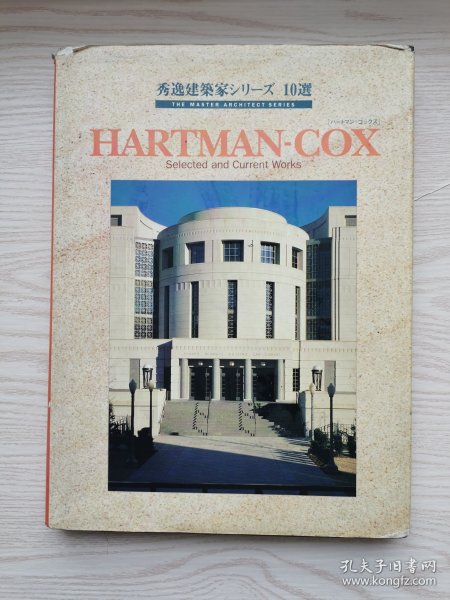 秀逸建築家シリーズ 10選
THE MASTER ARCHITECT SERIES
HARTMAN-COX
[ハートマン・コックス]
Selected and Current Works
孔夫子旧书网
www.kongfz.com